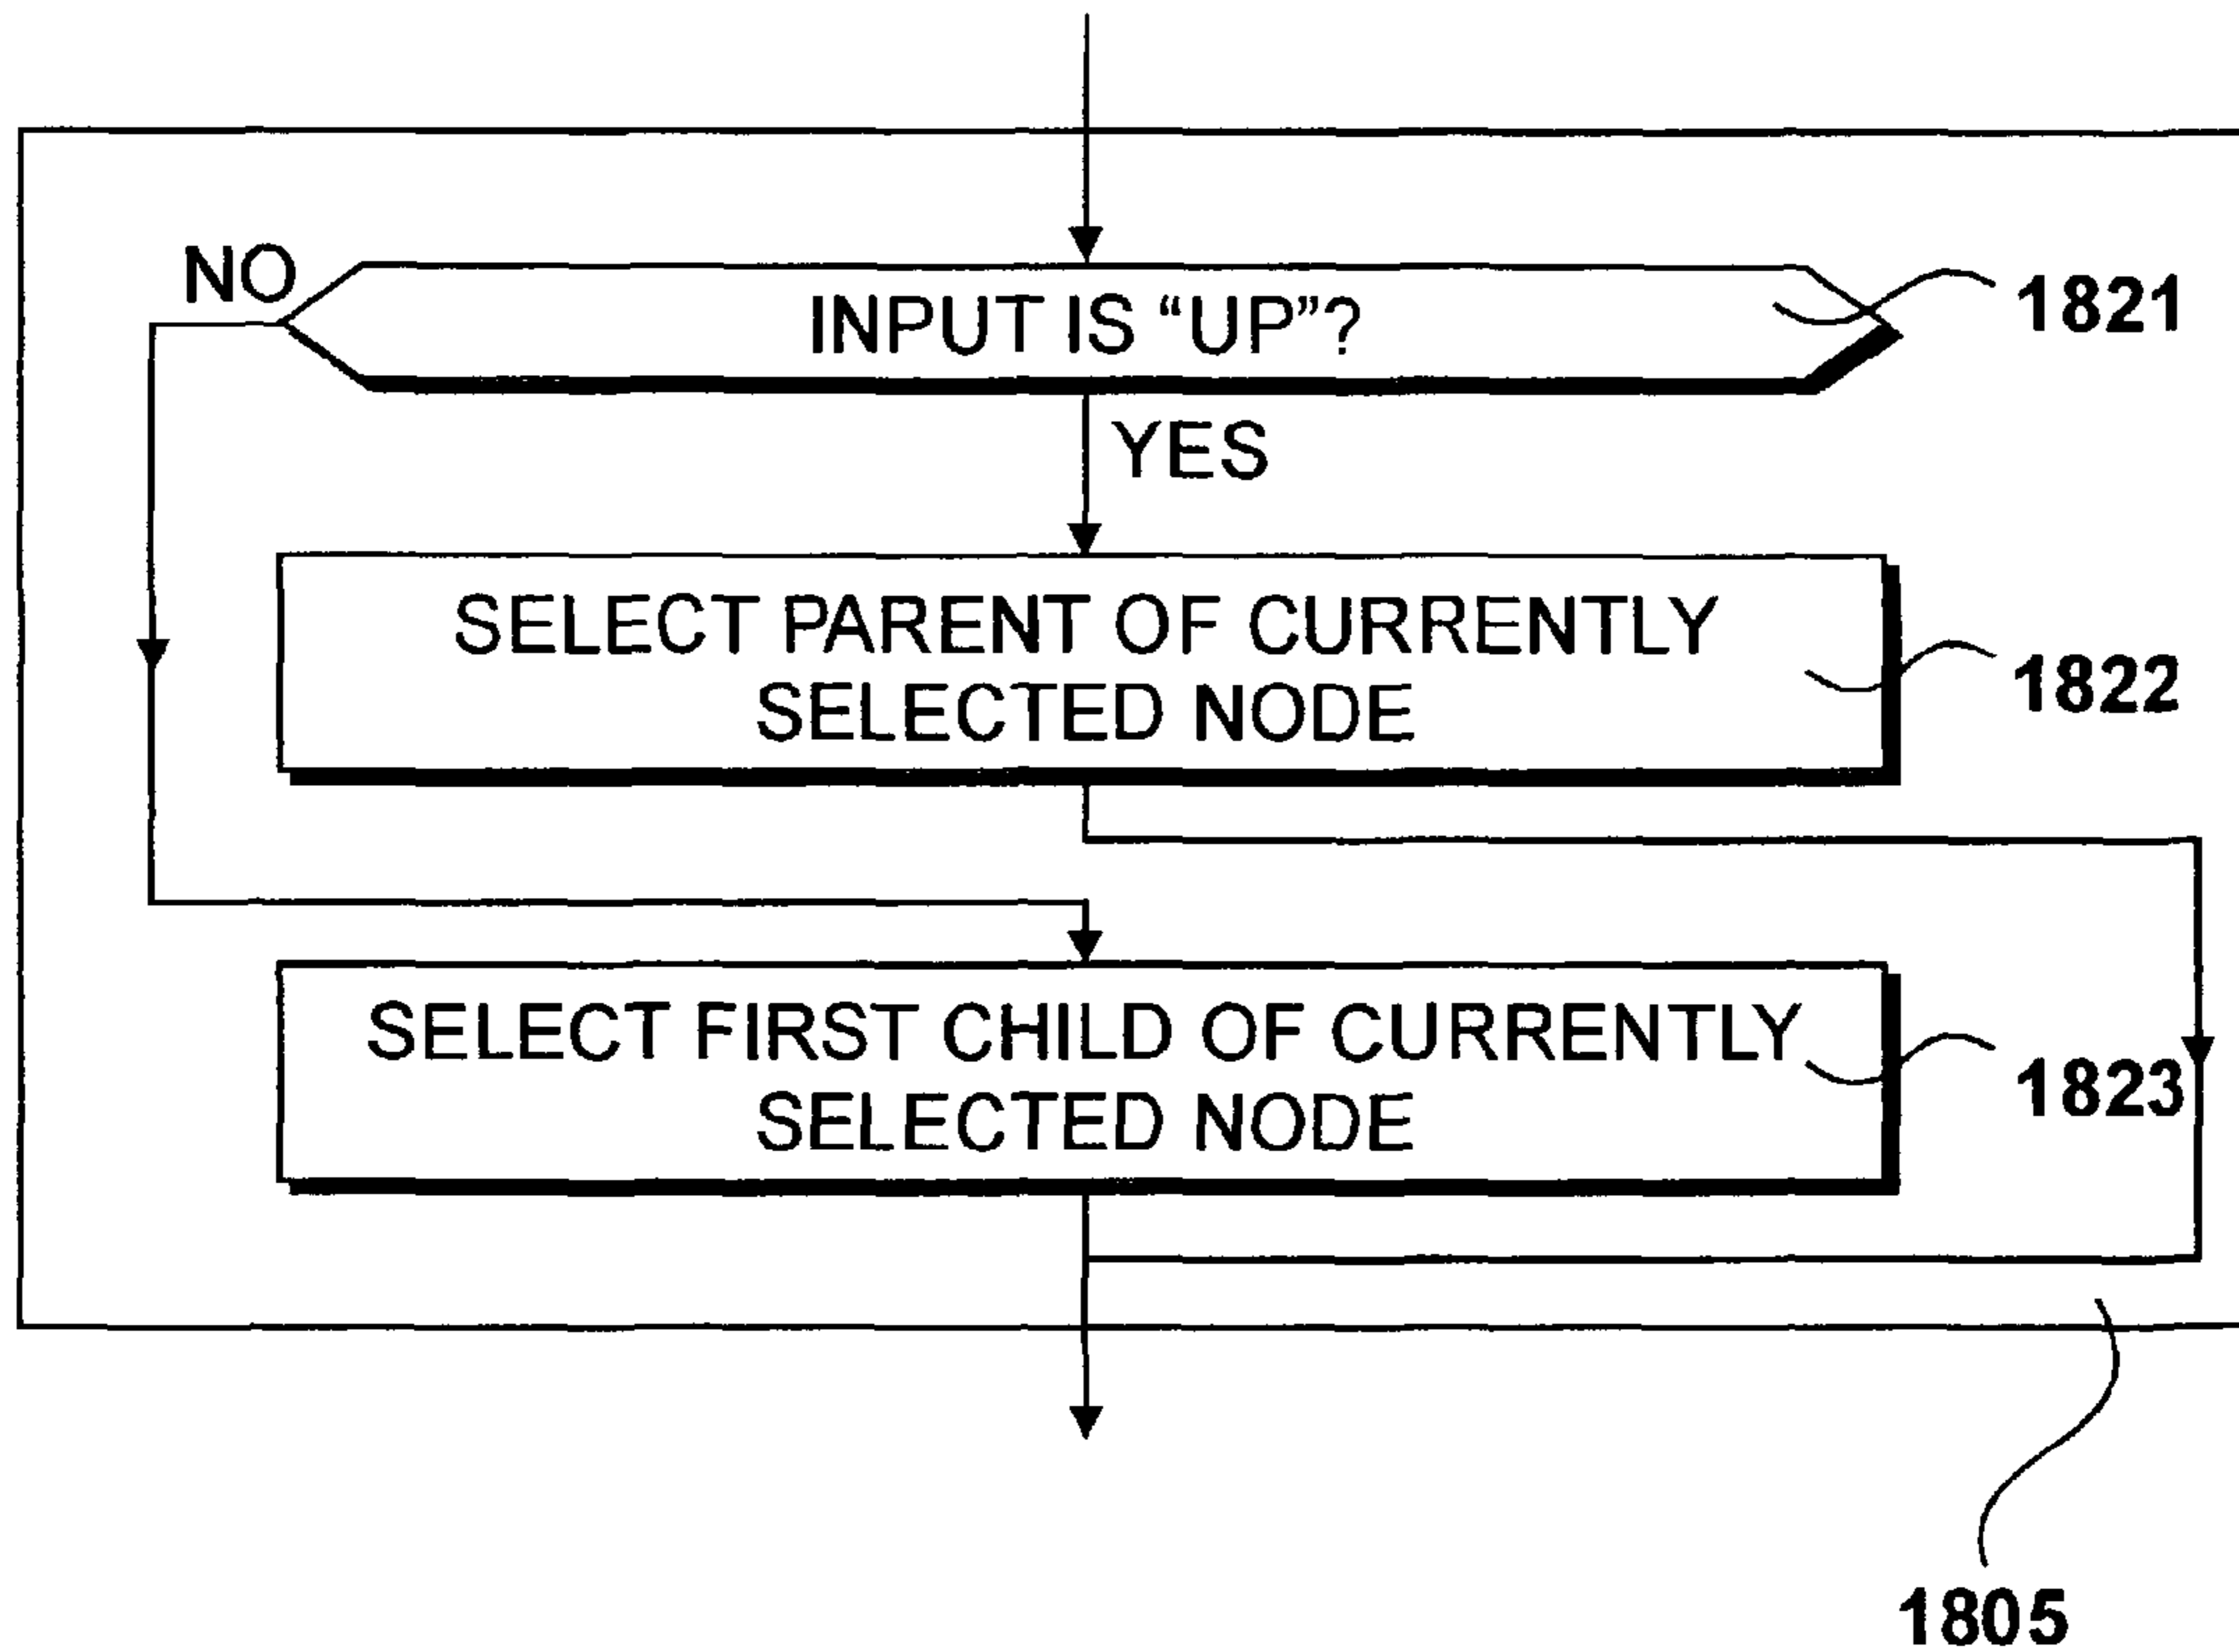 NO
INPUT IS “UP”?
1821
YES
SELECT PARENT OF CURRENTLY
SELECTED NODE
1822
SELECT FIRST CHILD OF CURRENTLY
SELECTED NODE
1823
1805